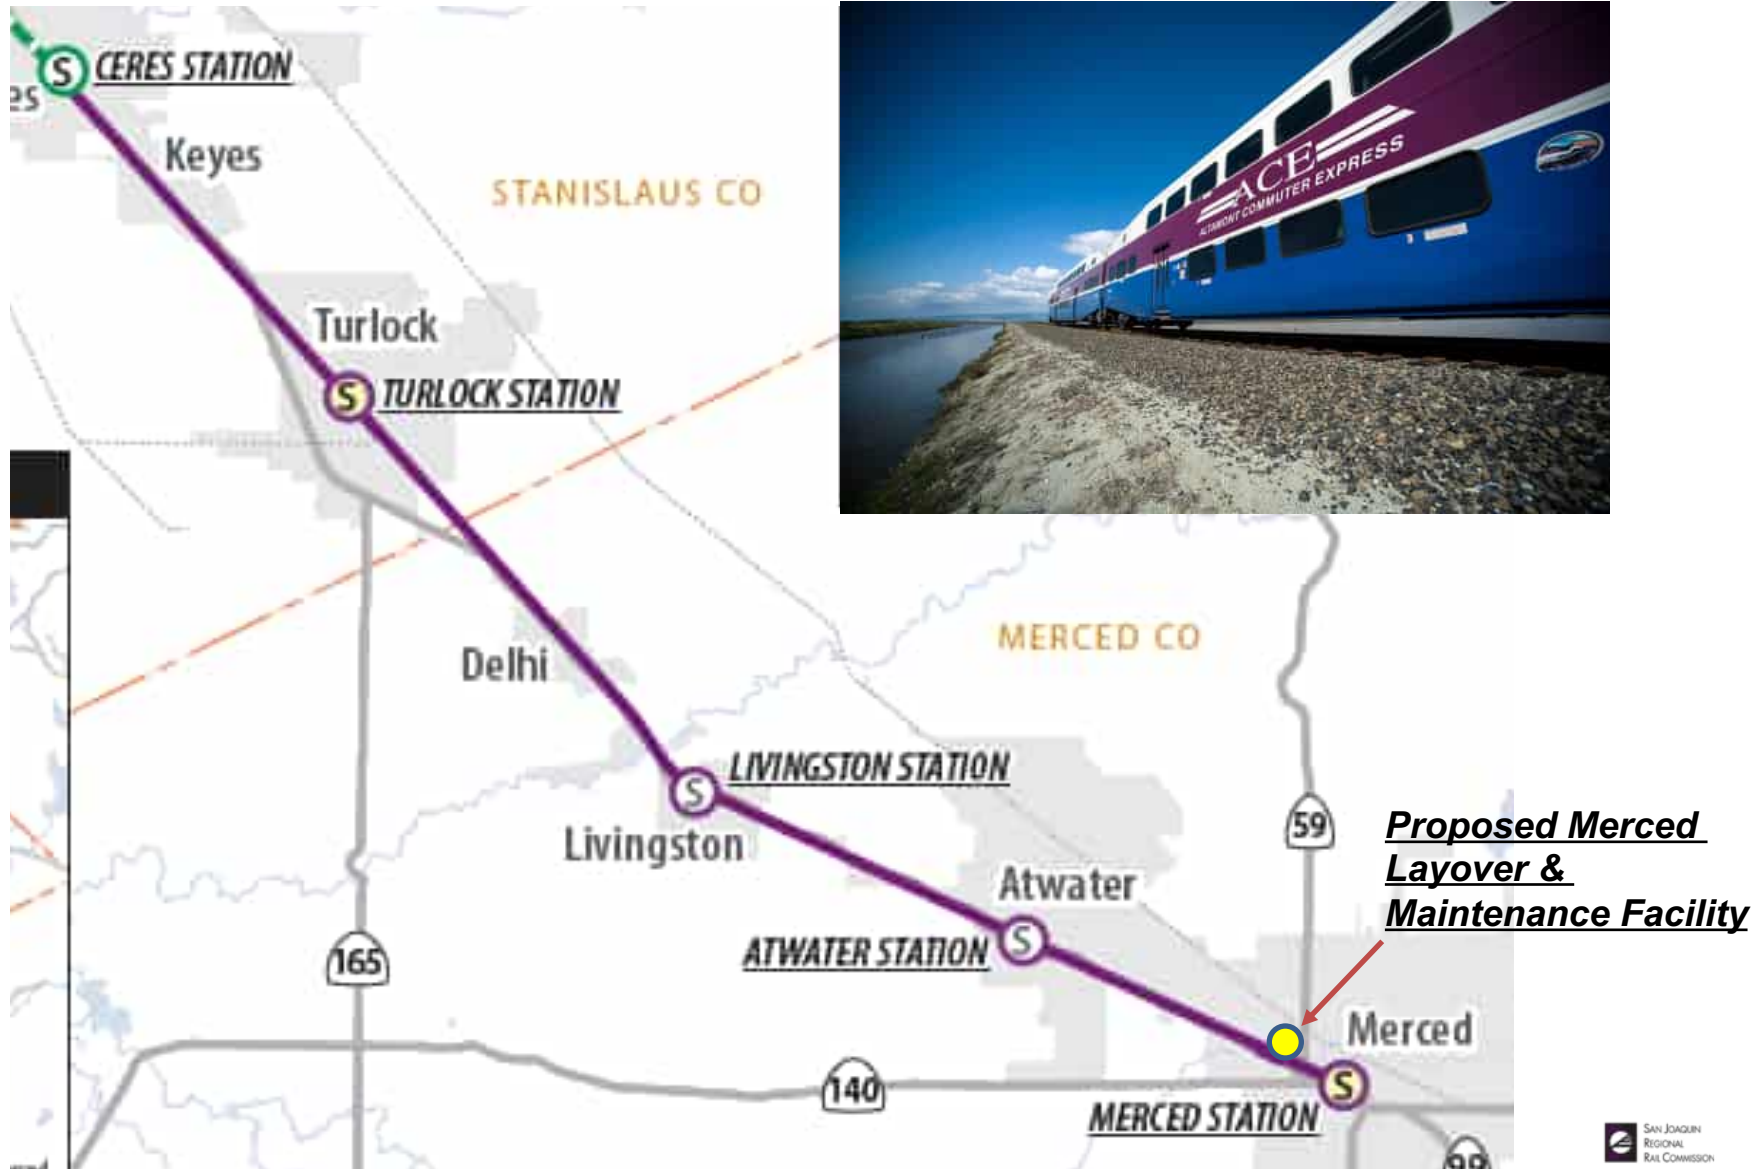 S CERES STATION
es
Keyes
STANISLAUS CO
ACE
ALTAMONT COMMUTER EXPRESS
Turlock
S TURLOCK STATION
MERCED CO
Delhi
LIVINGSTON STATION
S
Livingston
59
Proposed Merced
Layover &
Maintenance Facility
Atwater
S
ATWATER STATION
165
Merced
S
140
MERCED STATION
SAN JOAQUIN
REGIONAL
RAIL COMMISSION
99